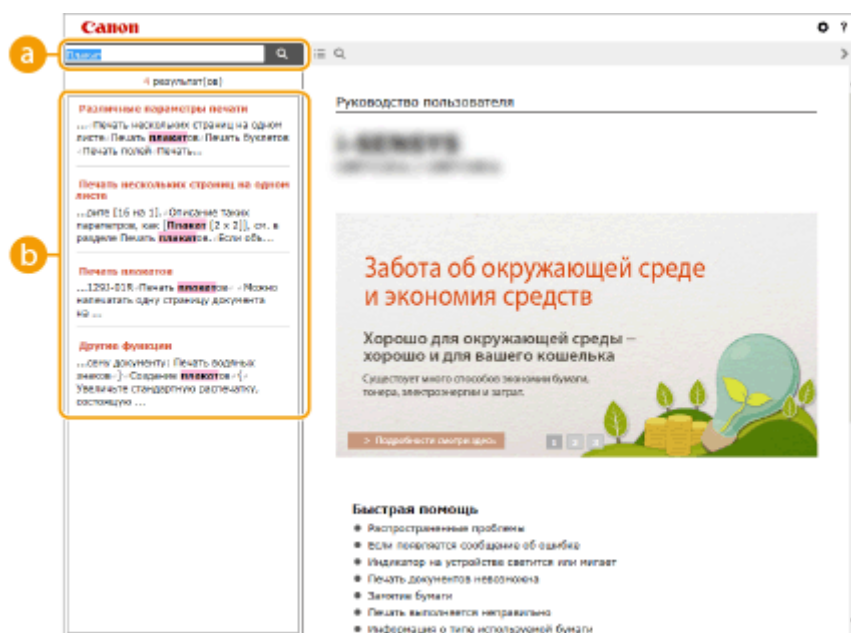 Canon
?
a
Плакат
4 результат(ов)
b
Различные параметры печати
...·Печать нескольких страниц на одном
листе·Печать плакатов·Печать буклетов
·Печать полей·Печать...
Печать нескольких страниц на одном
листе
...рите [16 на 1].·Описание таких
параметров, как [Плакат [2 x 2]], см. в
разделе Печать плакатов.·Если объ...
Печать плакатов
...129J-01R·Печать плакатов· ·Можно
напечатать одну страницу документа
на ...
Другие функции
...сему документу| Печать водяных
знаков·}·Создание плакатов·{·
Увеличьте стандартную распечатку,
состоящую ...
Руководство пользователя
i-SENSYS
Забота об окружающей среде
и экономия средств
Хорошо для окружающей среды –
хорошо и для вашего кошелька
Существует много способов экономии бумаги,
тонера, электроэнергии и затрат.
> Подробности смотри здесь
1 2 3
Быстрая помощь
Распространенные проблемы
Если появляется сообщение об ошибке
Индикатор на устройстве светится или мигает
Печать документов невозможна
Замятие бумаги
Печать выполняется неправильно
Информация о типе используемой бумаги